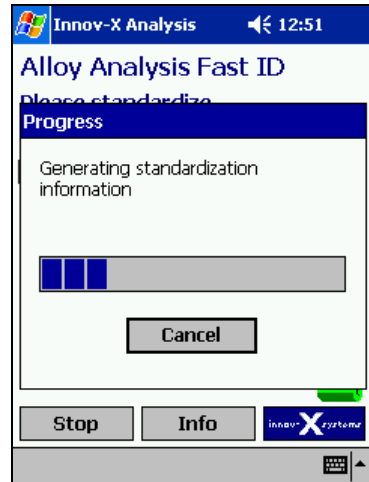 Innov-X Analysis 12:51
Alloy Analysis Fast ID
Please standardize
Progress
Generating standardization
information
Cancel
Stop Info innov-X systems